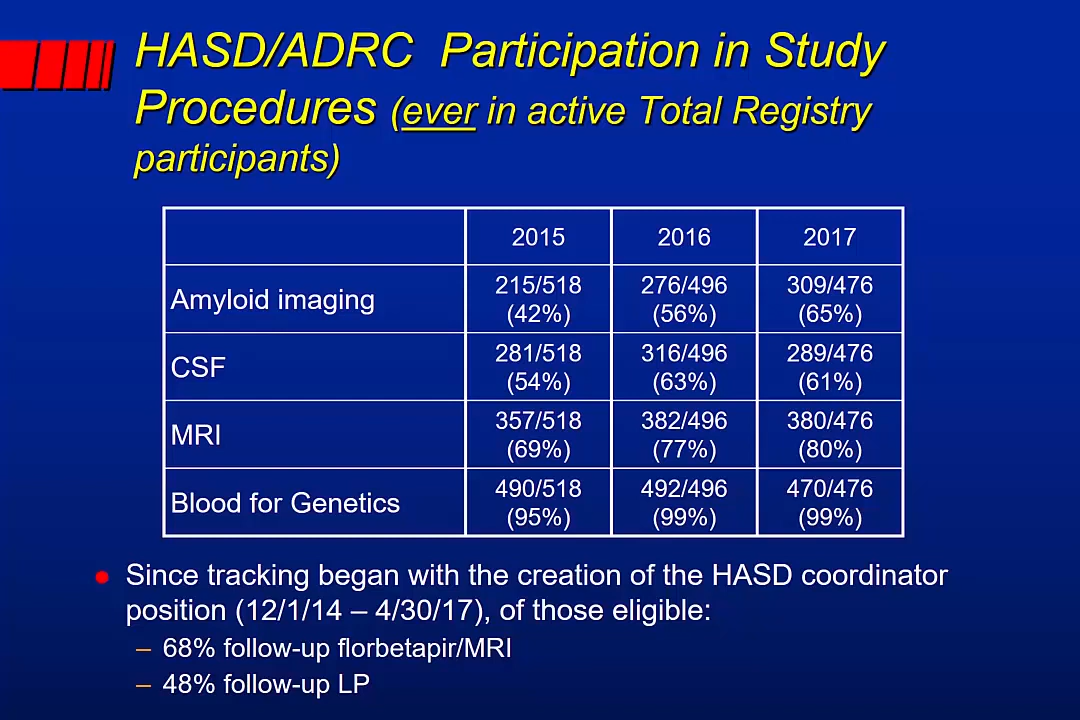 HASD/ADRC Participation in Study
Procedures (ever in active Total Registry
participants)
2015 2016 2017
Amyloid imaging 215/518 (42%) 276/496 (56%) 309/476 (65%)
CSF 281/518 (54%) 316/496 (63%) 289/476 (61%)
MRI 357/518 (69%) 382/496 (77%) 380/476 (80%)
Blood for Genetics 490/518 (95%) 492/496 (99%) 470/476 (99%)
● Since tracking began with the creation of the HASD coordinator
position (12/1/14 – 4/30/17), of those eligible:
– 68% follow-up florbetapir/MRI
– 48% follow-up LP